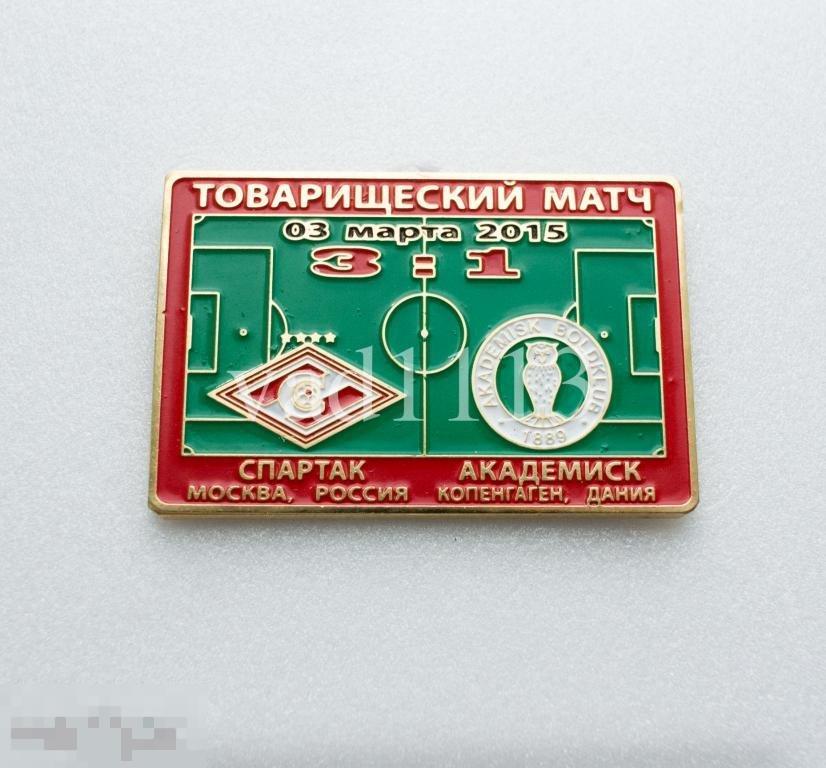 ТОВАРИЩЕСКИЙ МАТЧ
03 марта 2015
3 : 1
AKADEMISK BOLDKLUB
· 1889 ·
СПАРТАК АКАДЕМИСК
МОСКВА, РОССИЯ КОПЕНГАГЕН, ДАНИЯ